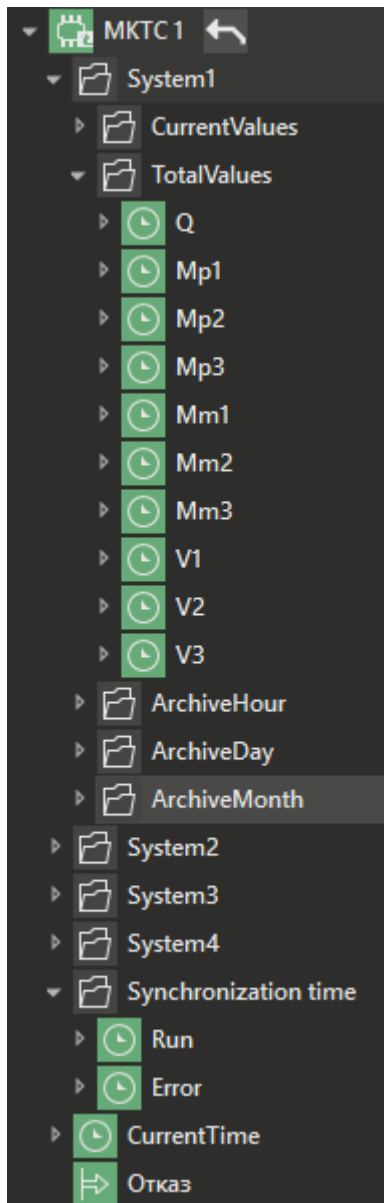 МКТС 1
System1
CurrentValues
TotalValues
Q
Mp1
Mp2
Mp3
Mm1
Mm2
Mm3
V1
V2
V3
ArchiveHour
ArchiveDay
ArchiveMonth
System2
System3
System4
Synchronization time
Run
Error
CurrentTime
Отказ